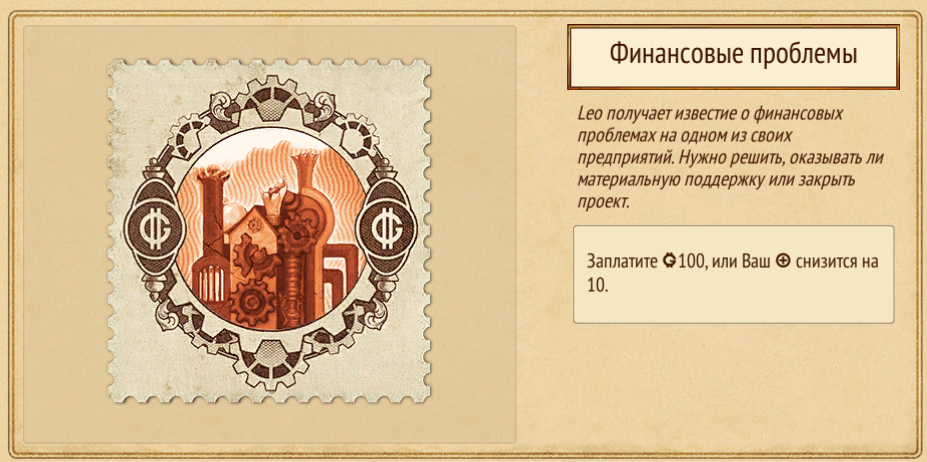 Финансовые проблемы
Leo получает известие о финансовых
проблемах на одном из своих
предприятий. Нужно решить, оказывать ли
материальную поддержку или закрыть
проект.
Заплатите 100, или Ваш снизится на
10.